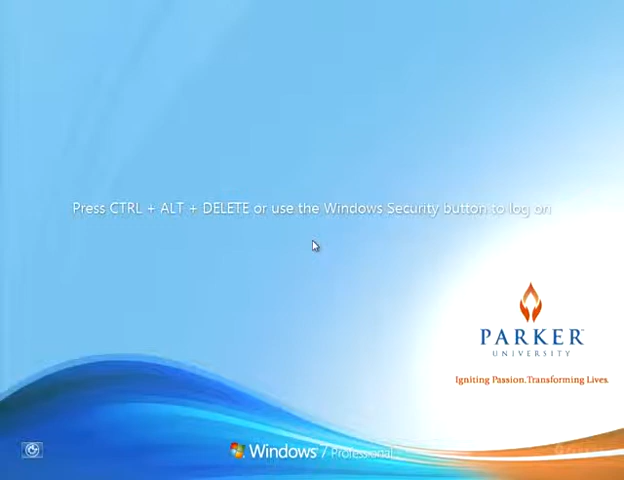 Press CTRL + ALT + DELETE or use the Windows Security button to log on
PARKER™
UNIVERSITY
Igniting Passion.Transforming Lives.
Windows® 7 Professional